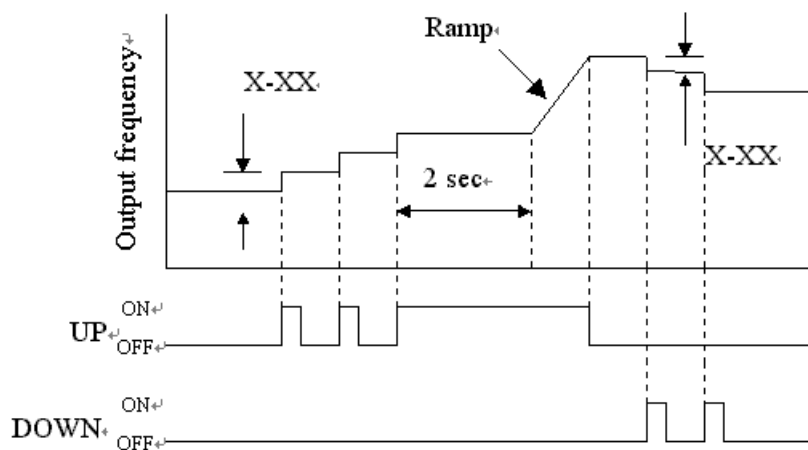 Output frequency
Ramp
X-XX
2 sec
X-XX
UP
ON
OFF
DOWN
ON
OFF